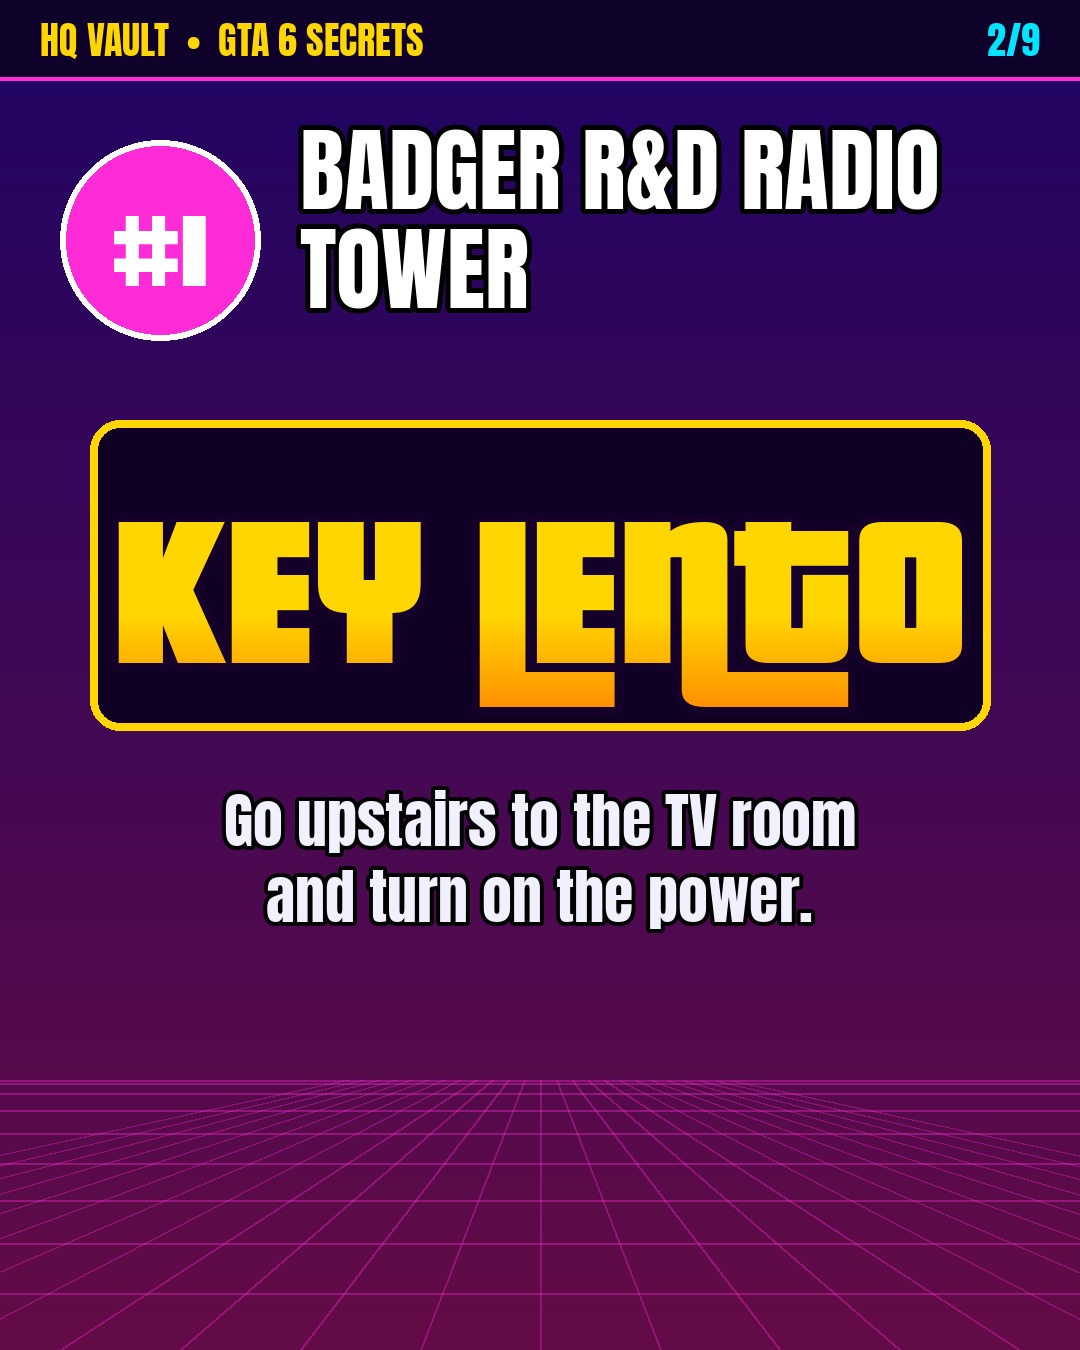 HQ VAULT • GTA 6 SECRETS
2/9
#1
BADGER R&D RADIO
TOWER
KEY LENTO
Go upstairs to the TV room
and turn on the power.